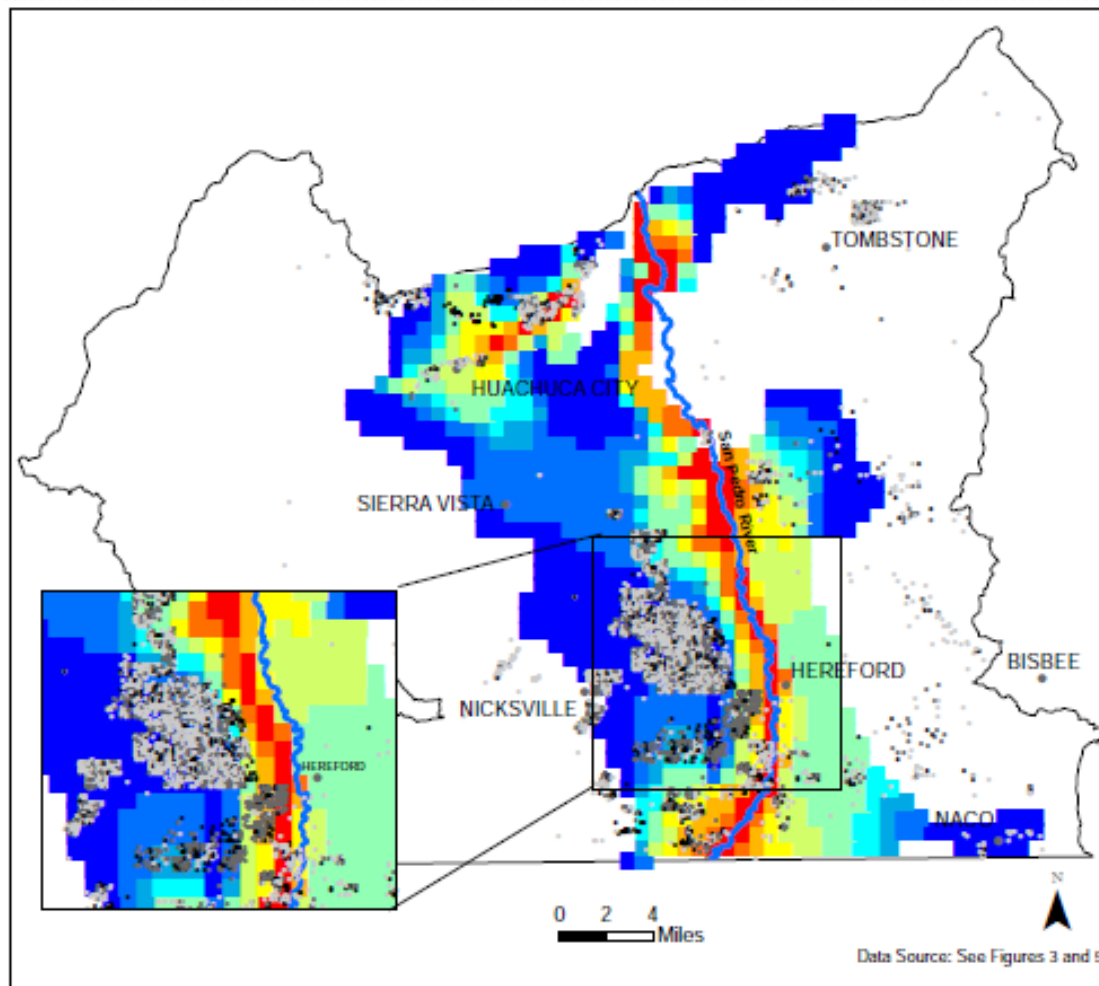 TOMBSTONE
HUACHUCA CITY
San Pedro River
SIERRA VISTA
HEREFORD
BISBEE
NICKSVILLE
HEREFORD
NACO
N
0 2 4
Miles
Data Source: See Figures 3 and 5